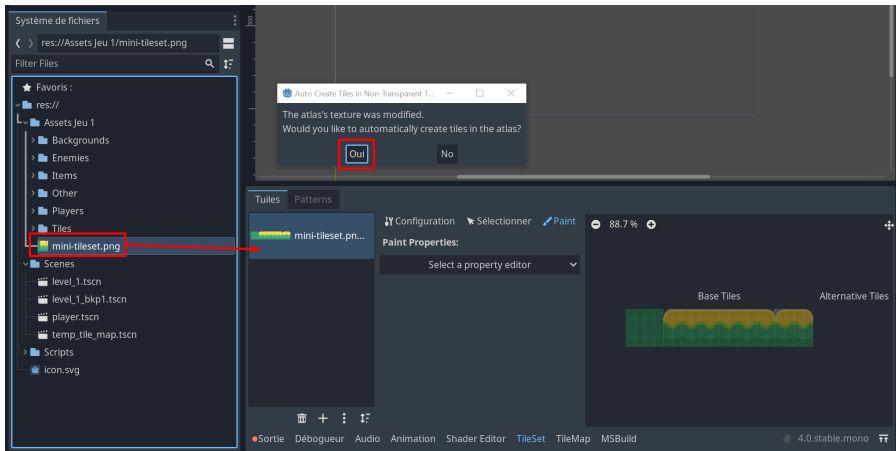 Système de fichiers
res://Assets Jeu 1/mini-tileset.png
Filter Files
Favoris :
res://
Assets Jeu 1
Backgrounds
Enemies
Items
Other
Players
Tiles
mini-tileset.png
Scenes
level_1.tscn
level_1_bkp1.tscn
player.tscn
temp_tile_map.tscn
Scripts
icon.svg
500
Auto Create Tiles in Non-Transparent T...
The atlas's texture was modified.
Would you like to automatically create tiles in the atlas?
Oui No
Tuiles Patterns
mini-tileset.pn...
Configuration Sélectionner Paint
Paint Properties:
Select a property editor
88.7 %
Base Tiles Alternative Tiles
Sortie Débogueur Audio Animation Shader Editor TileSet TileMap MSBuild 4.0.stable.mono